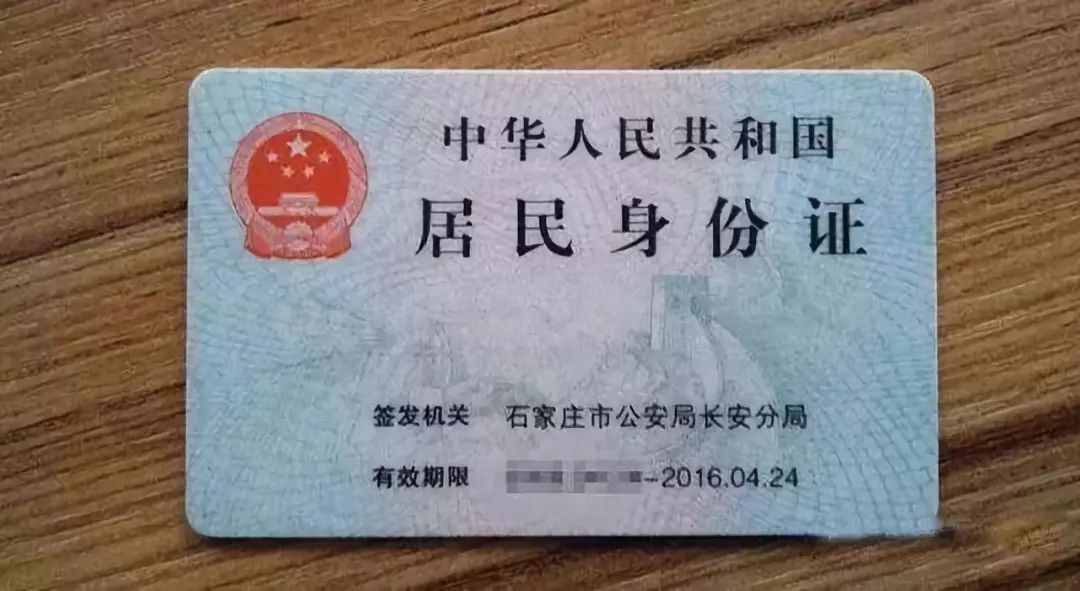 中华人民共和国
居民身份证
签发机关 石家庄市公安局长安分局
有效期限 -2016.04.24